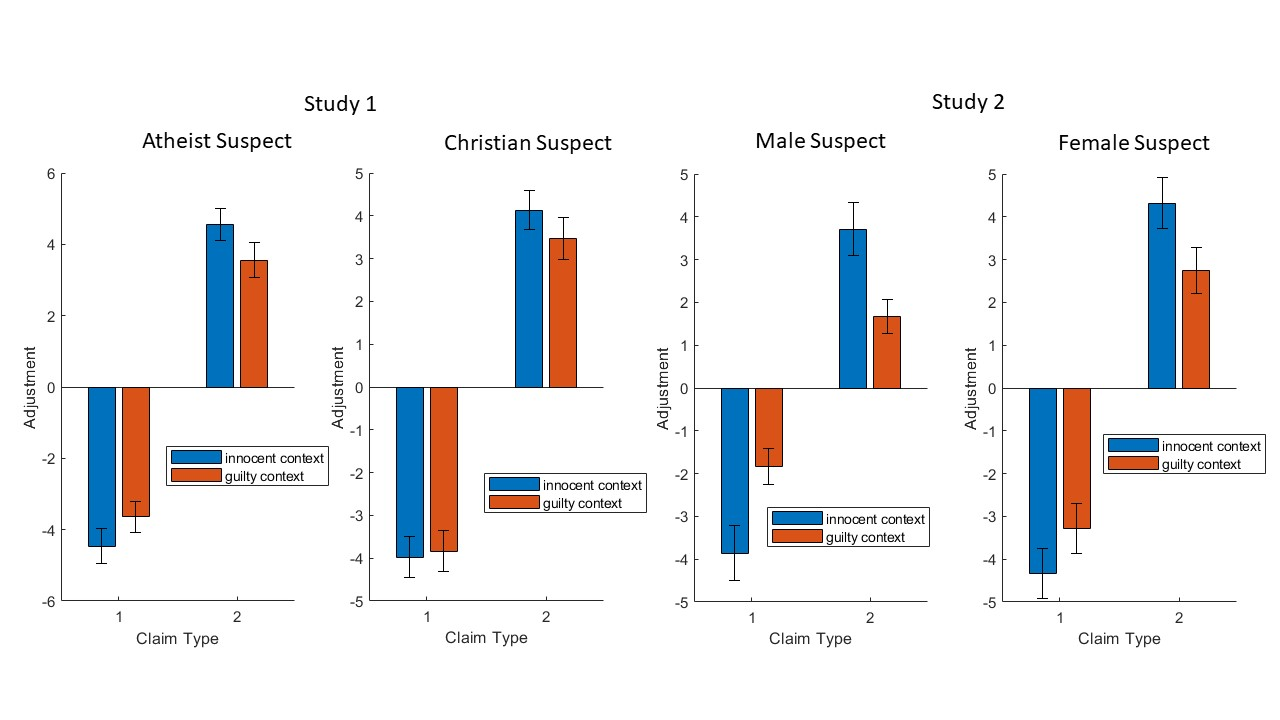 Study 1
Study 2
Atheist Suspect
Christian Suspect
Male Suspect
Female Suspect
6
4
2
0
-2
-4
-6
Adjustment
innocent context
guilty context
1
2
Claim Type
5
4
3
2
1
0
-1
-2
-3
-4
-5
Adjustment
innocent context
guilty context
1
2
Claim Type
5
4
3
2
1
0
-1
-2
-3
-4
-5
Adjustment
innocent context
guilty context
1
2
Claim Type
5
4
3
2
1
0
-1
-2
-3
-4
-5
Adjustment
innocent context
guilty context
1
2
Claim Type